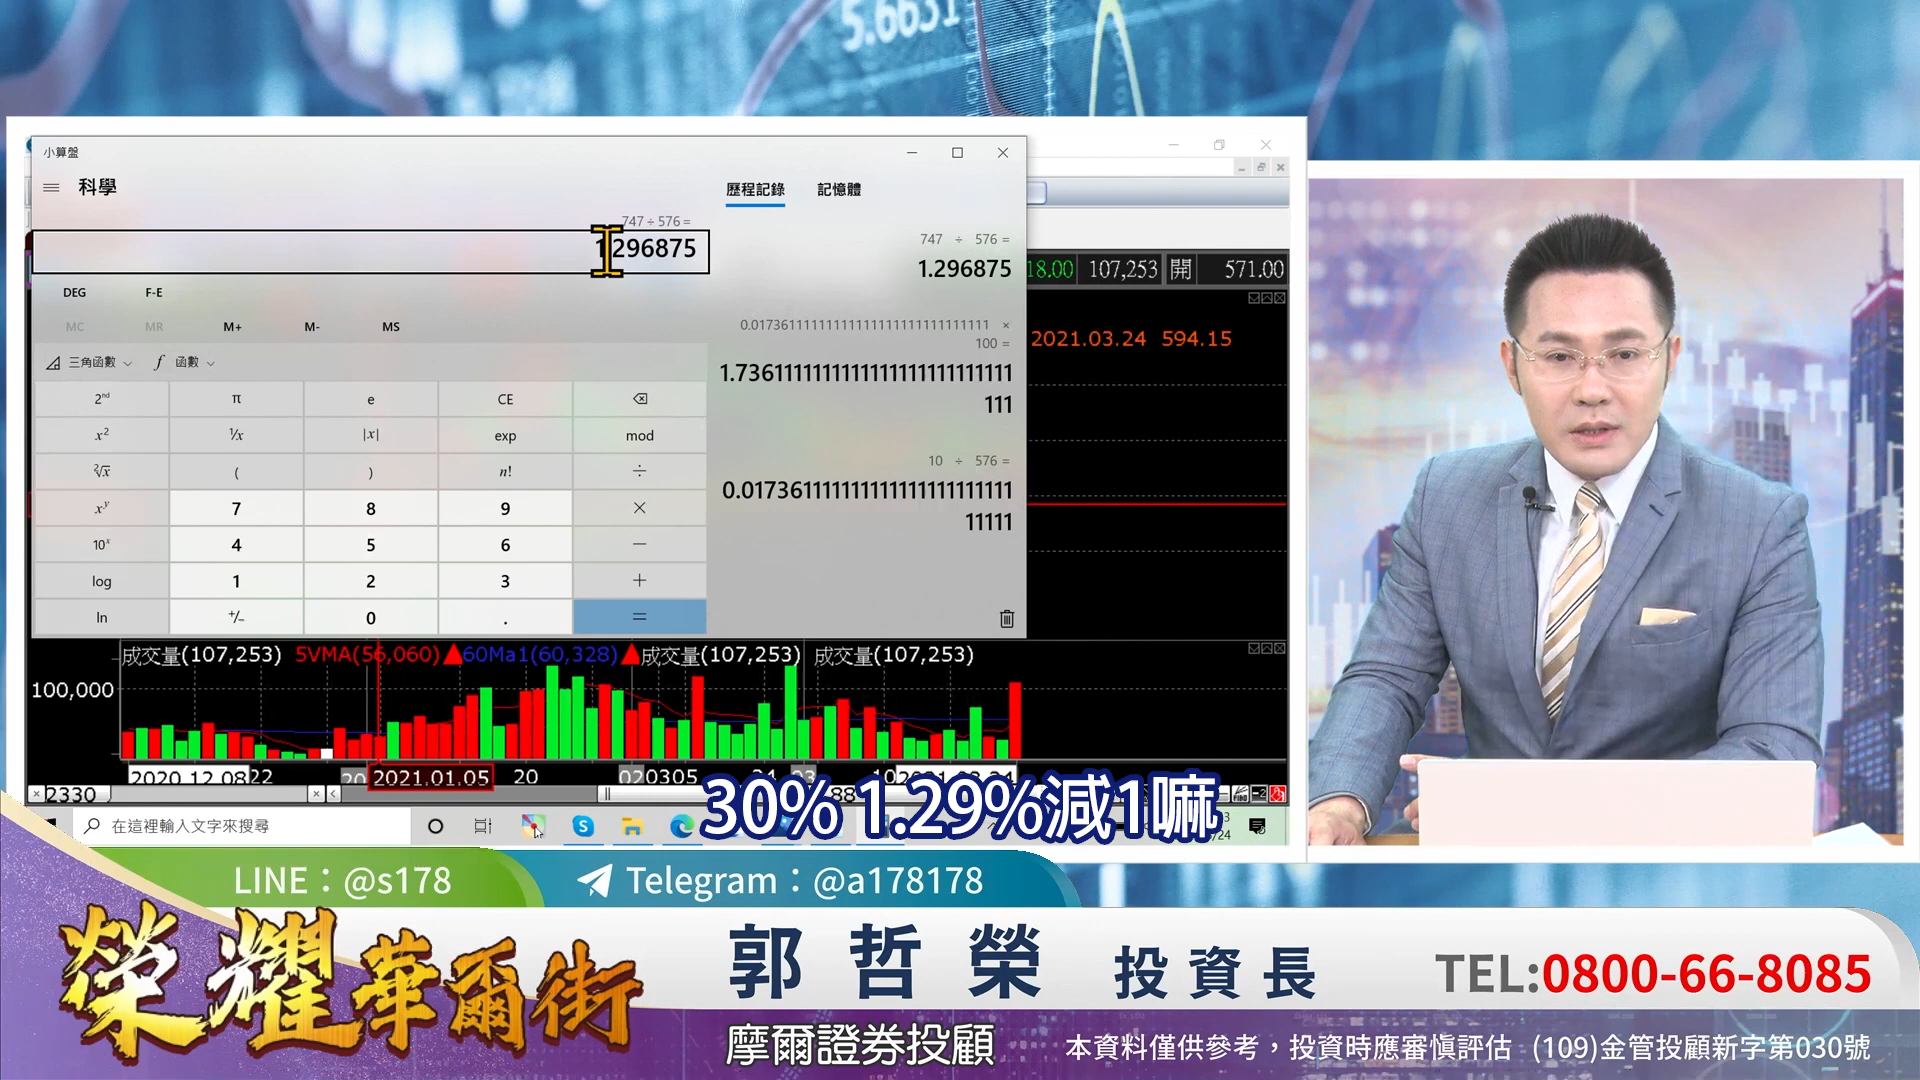 5.6631
小算盤
科學
歷程記錄 記憶體
747 ÷ 576 =
1.296875
DEG F-E
MC MR M+ M- MS
三角函數 f 函數
2nd π e CE
x² ¹⁄x |x| exp mod
²√x ( ) n! ÷
xʸ 7 8 9 ×
10ˣ 4 5 6 −
log 1 2 3 +
ln +/− 0 . =
747 ÷ 576 =
1.296875
0.01736111111111111111111111111111 ×
100 =
1.7361111111111111111111111111
111
10 ÷ 576 =
0.017361111111111111111111111
11111
18.00 107,253 開 571.00
2021.03.24 594.15
成交量(107,253) 5VMA(56,060) 60Ma1(60,328) 成交量(107,253) 成交量(107,253)
100,000
2020.12.08 22 20 2021.01.05 20 020305
2330
在這裡輸入文字來搜尋
30% 1.29%減1嘛
LINE：@s178
Telegram：@a178178
榮耀華爾街
郭哲榮 投資長
TEL:0800-66-8085
摩爾證券投顧
本資料僅供參考，投資時應審慎評估 (109)金管投顧新字第030號